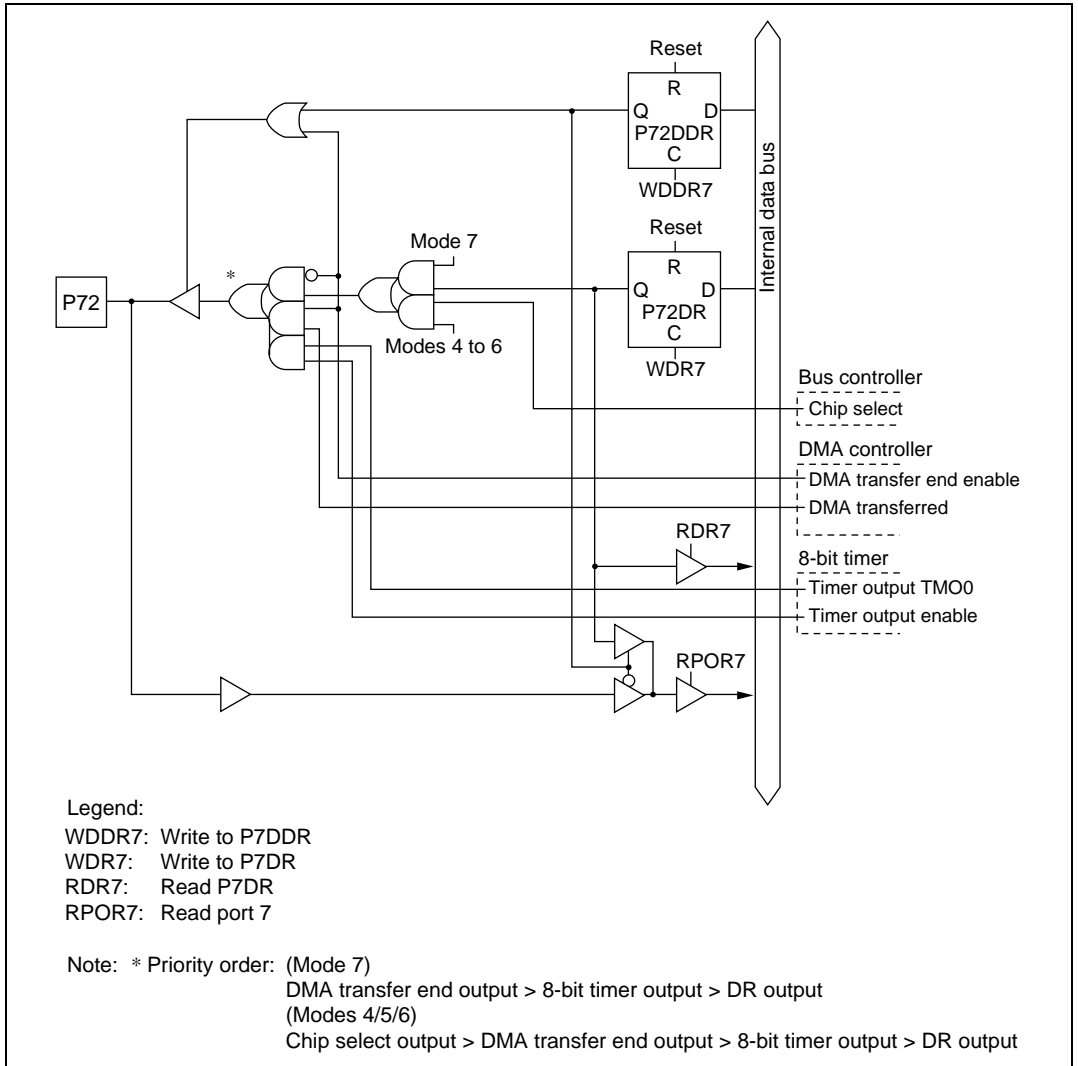 Reset
R
Q D
P72DDR
C
WDDR7
Internal data bus
Reset
Mode 7
R
*
Q D
P72
P72DR
C
Modes 4 to 6
WDR7
Bus controller
Chip select
DMA controller
DMA transfer end enable
DMA transferred
RDR7
8-bit timer
Timer output TMO0
Timer output enable
RPOR7
Legend:
WDDR7: Write to P7DDR
WDR7: Write to P7DR
RDR7: Read P7DR
RPOR7: Read port 7
Note: * Priority order: (Mode 7)
DMA transfer end output > 8-bit timer output > DR output
(Modes 4/5/6)
Chip select output > DMA transfer end output > 8-bit timer output > DR output